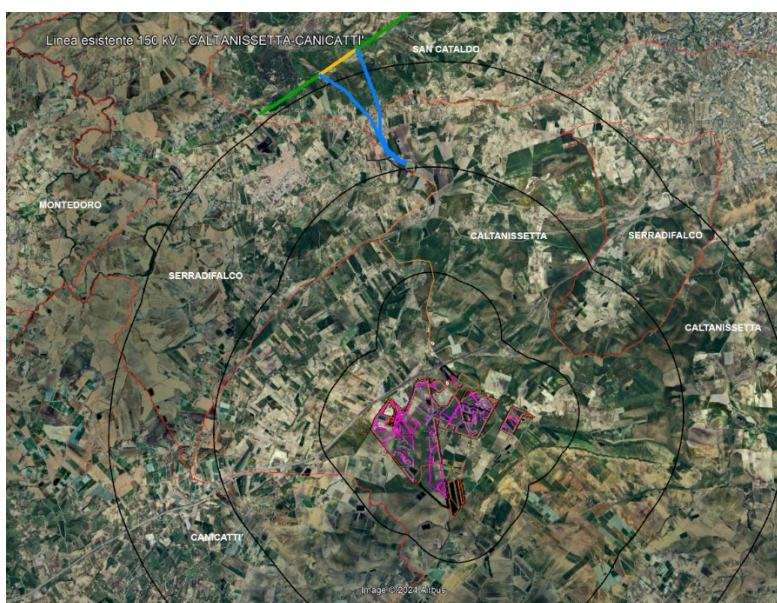 Linea esistente 150 kV - CALTANISSETTA-CANICATTI'
SAN CATALDO
MONTEDORO
CALTANISSETTA
SERRADIFALCO
SERRADIFALCO
CALTANISSETTA
CANICATTI'
Image © 2024 Airbus